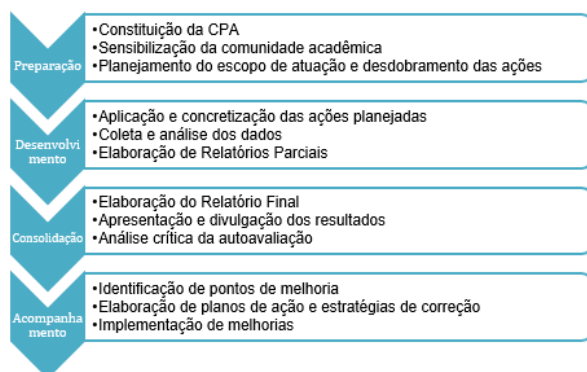 Preparação
•Constituição da CPA
•Sensibilização da comunidade acadêmica
•Planejamento do escopo de atuação e desdobramento das ações
Desenvolvi
mento
•Aplicação e concretização das ações planejadas
•Coleta e análise dos dados
•Elaboração de Relatórios Parciais
Consolidação
•Elaboração do Relatório Final
•Apresentação e divulgação dos resultados
•Análise crítica da autoavaliação
Acompanha
mento
•Identificação de pontos de melhoria
•Elaboração de planos de ação e estratégias de correção
•Implementação de melhorias